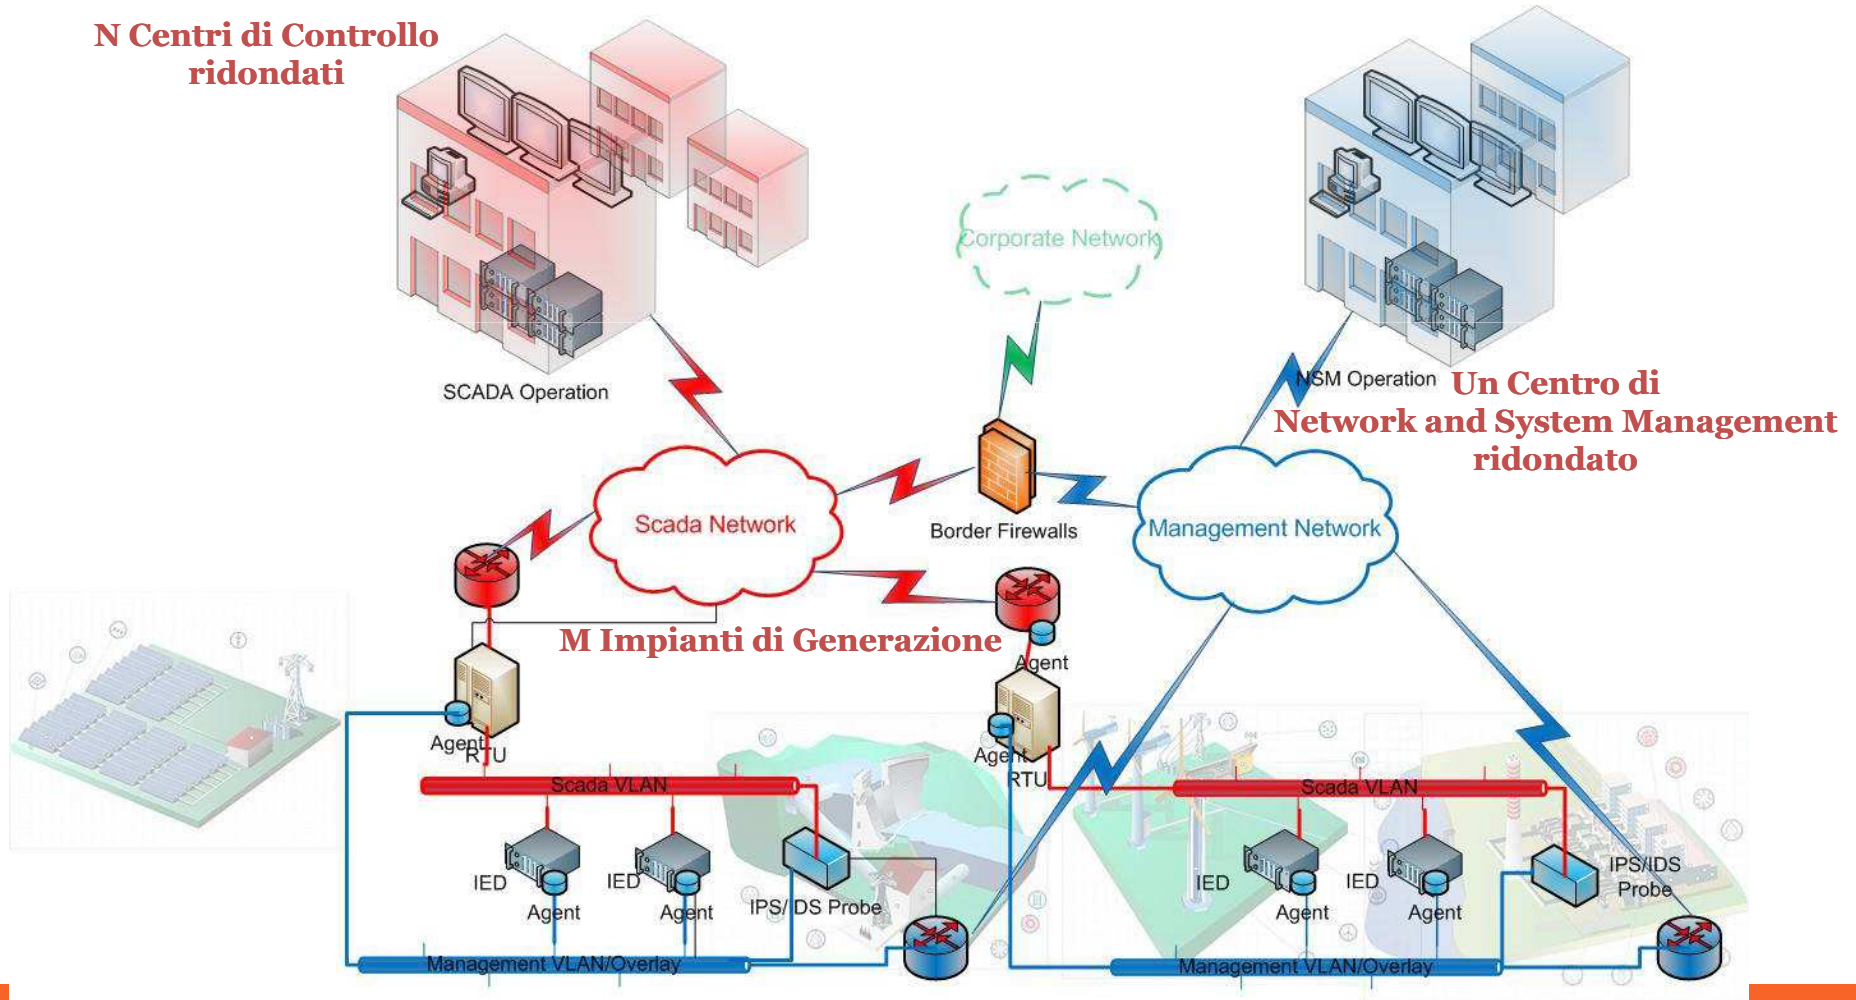 N Centri di Controllo
ridondati
SCADA Operation
Corporate Network
NSM Operation
Un Centro di
Network and System Management
ridondato
Scada Network
Border Firewalls
Management Network
M Impianti di Generazione
Agent
Agent
RTU
Agent
RTU
Scada VLAN
Scada VLAN
IED
Agent
IED
Agent
IPS/IDS Probe
IED
Agent
IED
Agent
IPS/IDS
Probe
Management VLAN/Overlay
Management VLAN/Overlay